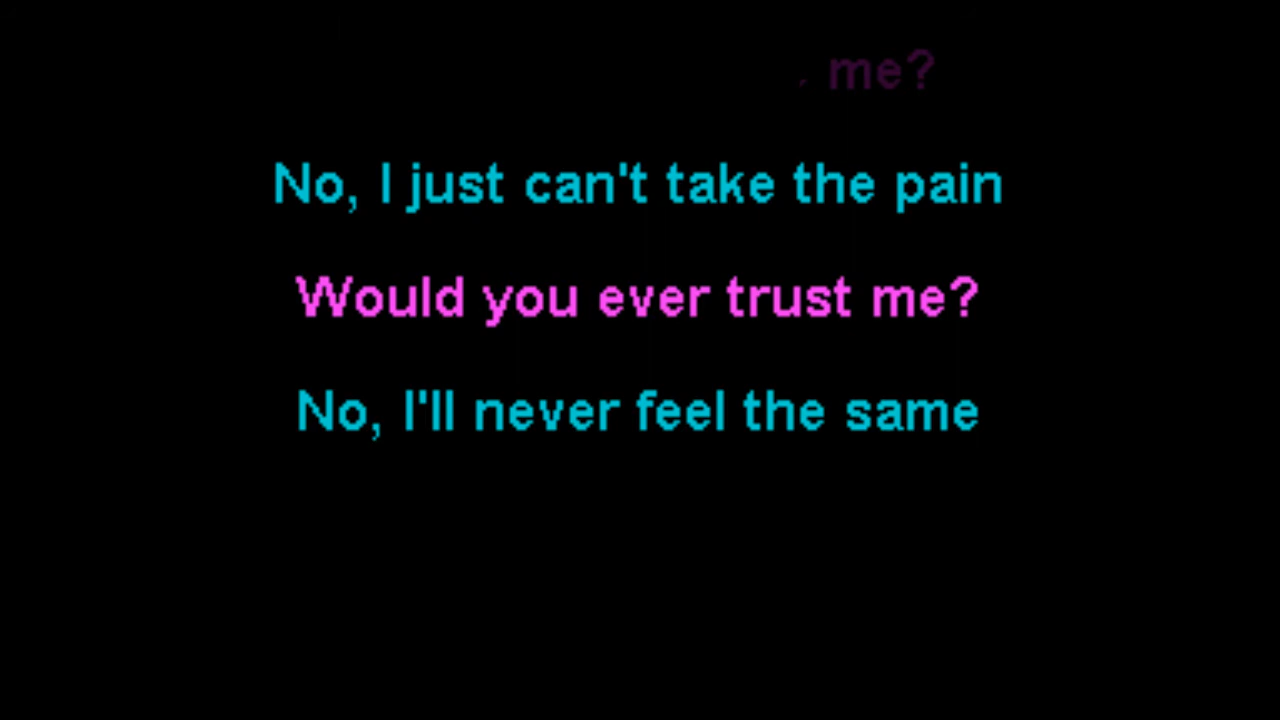 me?
No, I just can't take the pain
Would you ever trust me?
No, I'll never feel the same